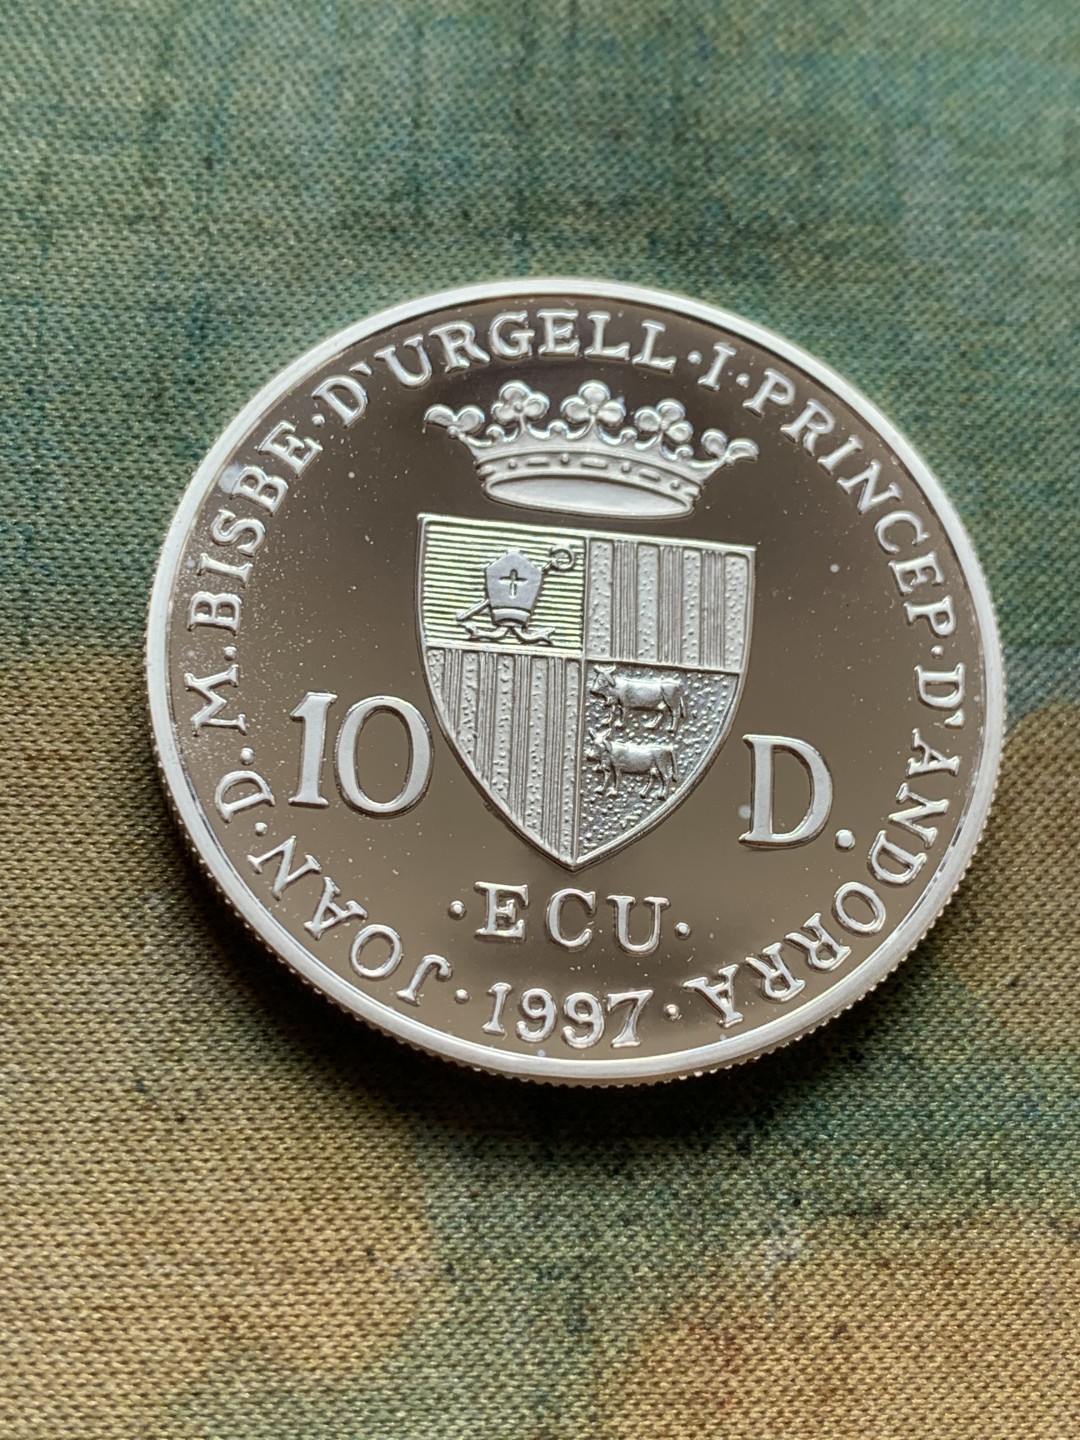 JOAN·D·M·BISBE·D'URGELL·I·PRINCEP·D'ANDORRA
10 D.
·ECU·
·1997·